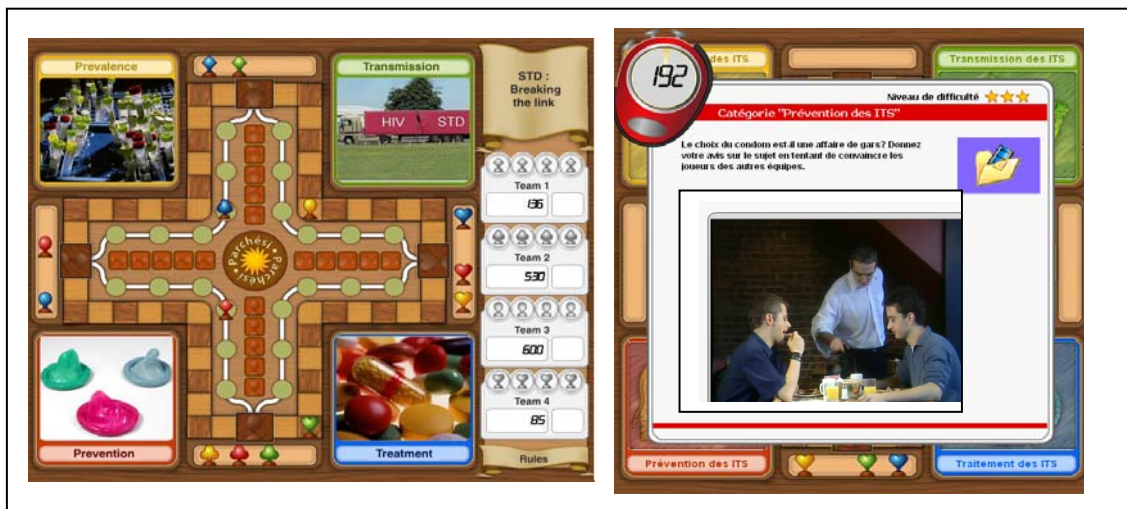 Prevalence
Transmission
HIV STD
STD :
Breaking
the link
Team 1
136
Team 2
530
Parchési • Parchési •
Team 3
600
Team 4
85
Prevention
Treatment
Rules
192
des ITS
Transmission des ITS
Niveau de difficulté
Catégorie "Prévention des ITS"
Le choix du condom est-il une affaire de gars? Donnez
votre avis sur le sujet en tentant de convaincre les
joueurs des autres équipes.
Prévention des ITS
Traitement des ITS